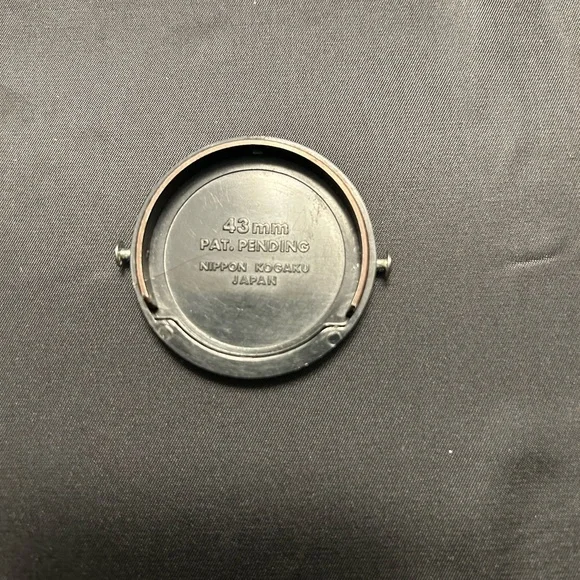 43mm
PAT. PENDING
NIPPON KOGAKU
JAPAN